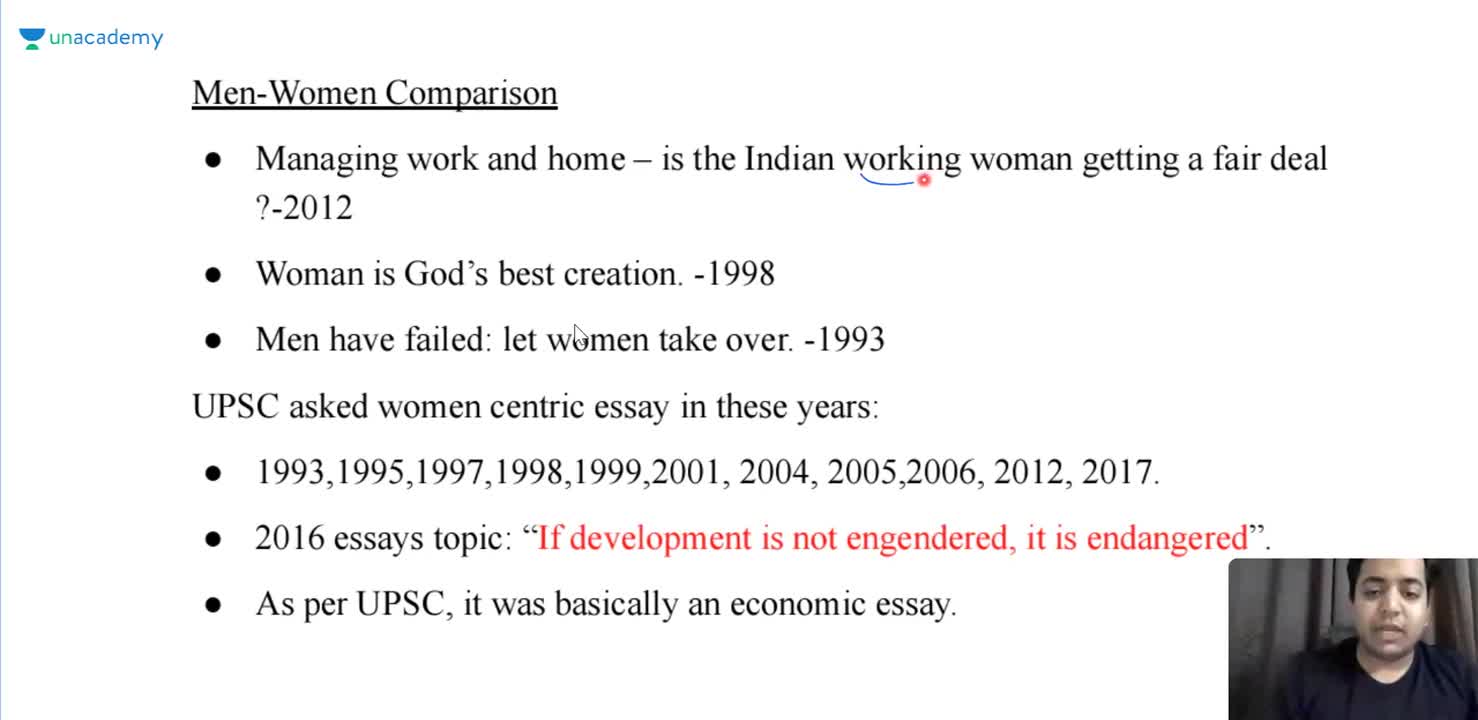 unacademy
Men-Women Comparison
● Managing work and home – is the Indian working woman getting a fair deal
?-2012
● Woman is God’s best creation. -1998
● Men have failed: let women take over. -1993
UPSC asked women centric essay in these years:
● 1993,1995,1997,1998,1999,2001, 2004, 2005,2006, 2012, 2017.
● 2016 essays topic: “If development is not engendered, it is endangered”.
● As per UPSC, it was basically an economic essay.